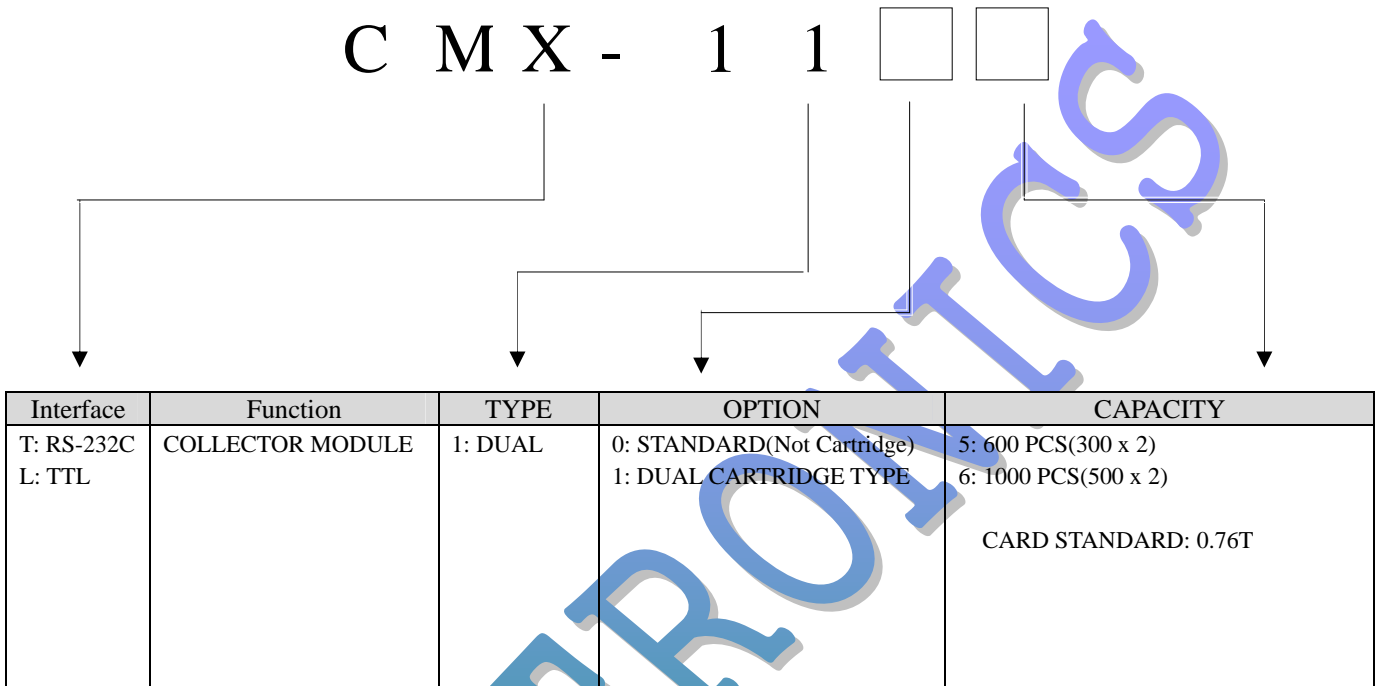 C M X - 1 1
Interface Function TYPE OPTION CAPACITY
T: RS-232C COLLECTOR MODULE 1: DUAL 0: STANDARD(Not Cartridge) 5: 600 PCS(300 x 2)
L: TTL 1: DUAL CARTRIDGE TYPE 6: 1000 PCS(500 x 2)
CARD STANDARD: 0.76T
RONICS